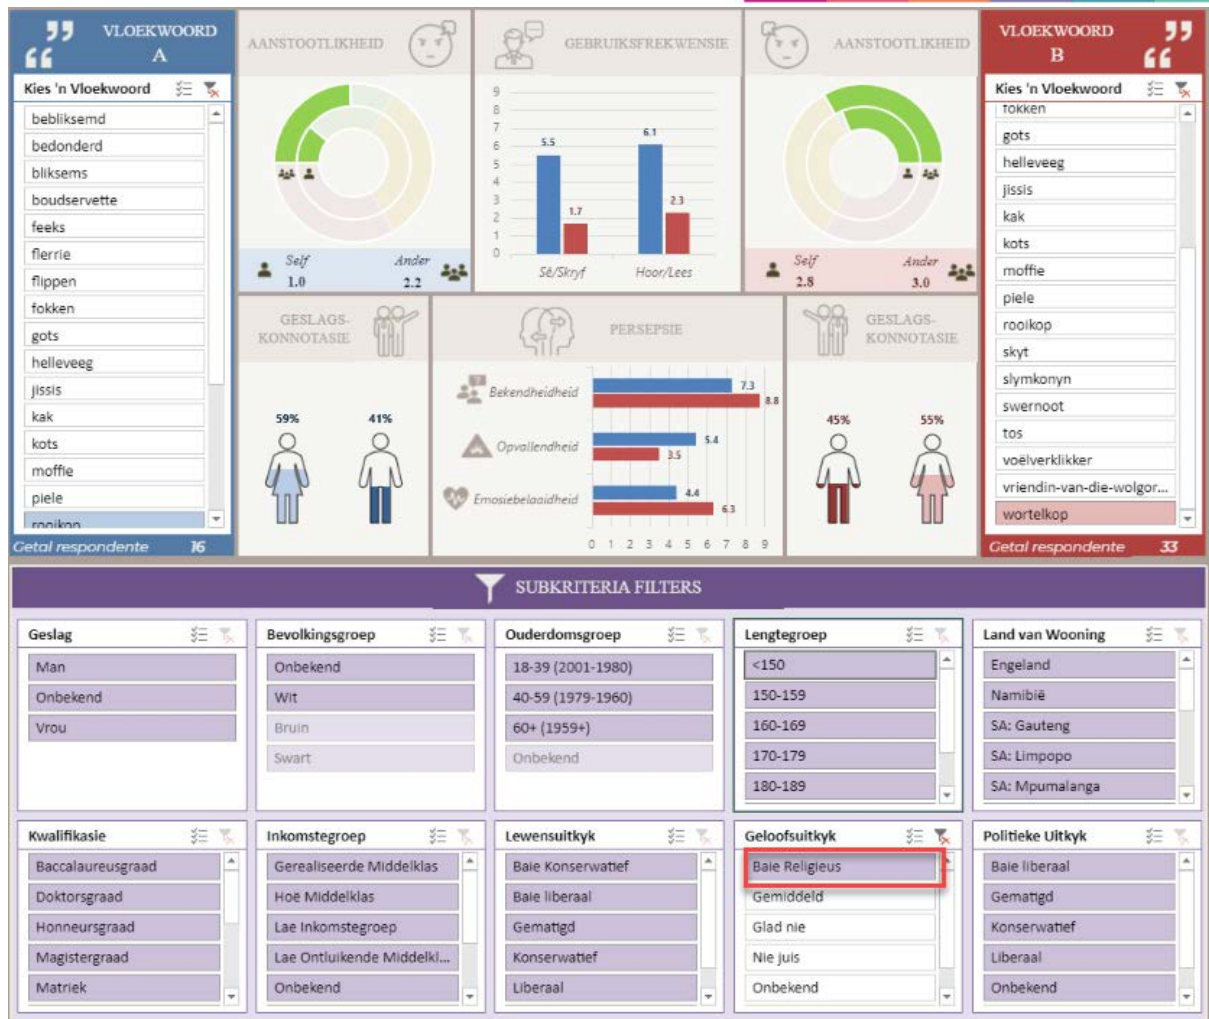 VLOEKWOORD
A
Kies 'n Vloekwoord
bebliksemd
bedonderd
bliksems
boudservette
feeks
flerrie
flippen
fokken
gots
helleveeg
jissis
kak
kots
moffie
piele
rooikop
Getal respondente 16
AANSTOOTLIKHEID
Self
1.0
Ander
2.2
GEBRUIKSFREKWENSIE
9
8
7
6
5
4
3
2
1
0
5.5
1.7
6.1
2.3
Sê/Skryf
Hoor/Lees
AANSTOOTLIKHEID
Self
2.8
Ander
3.0
VLOEKWOORD
B
Kies 'n Vloekwoord
fokken
gots
helleveeg
jissis
kak
kots
moffie
piele
rooikop
skyt
slymkonyn
swernoot
tos
voëlverklikker
vriendin-van-die-wolgor...
wortelkop
Getal respondente 33
GESLAGS-
KONNOTASIE
59% 41%
PERSEPSIE
Bekendheidheid
7.3
8.8
Opvallendheid
5.4
3.5
Emosiebelaaidheid
4.4
6.3
0 1 2 3 4 5 6 7 8 9
GESLAGS-
KONNOTASIE
45% 55%
SUBKRITERIA FILTERS
Geslag
Man
Onbekend
Vrou
Bevolkingsgroep
Onbekend
Wit
Bruin
Swart
Ouderdomsgroep
18-39 (2001-1980)
40-59 (1979-1960)
60+ (1959+)
Onbekend
Lengtegroep
<150
150-159
160-169
170-179
180-189
Land van Wooning
Engeland
Namibië
SA: Gauteng
SA: Limpopo
SA: Mpumalanga
Kwalifikasie
Baccalaureusgraad
Doktorsgraad
Honneursgraad
Magistergraad
Matriek
Inkomstegroep
Gerealiseerde Middelklas
Hoë Middelklas
Lae Inkomstegroep
Lae Ontluikende Middelkl...
Onbekend
Lewensuitkyk
Baie Konserwatief
Baie liberaal
Gematigd
Konserwatief
Liberaal
Geloofsuitkyk
Baie Religieus
Gemiddeld
Glad nie
Nie juis
Onbekend
Politieke Uitkyk
Baie liberaal
Gematigd
Konserwatief
Liberaal
Onbekend